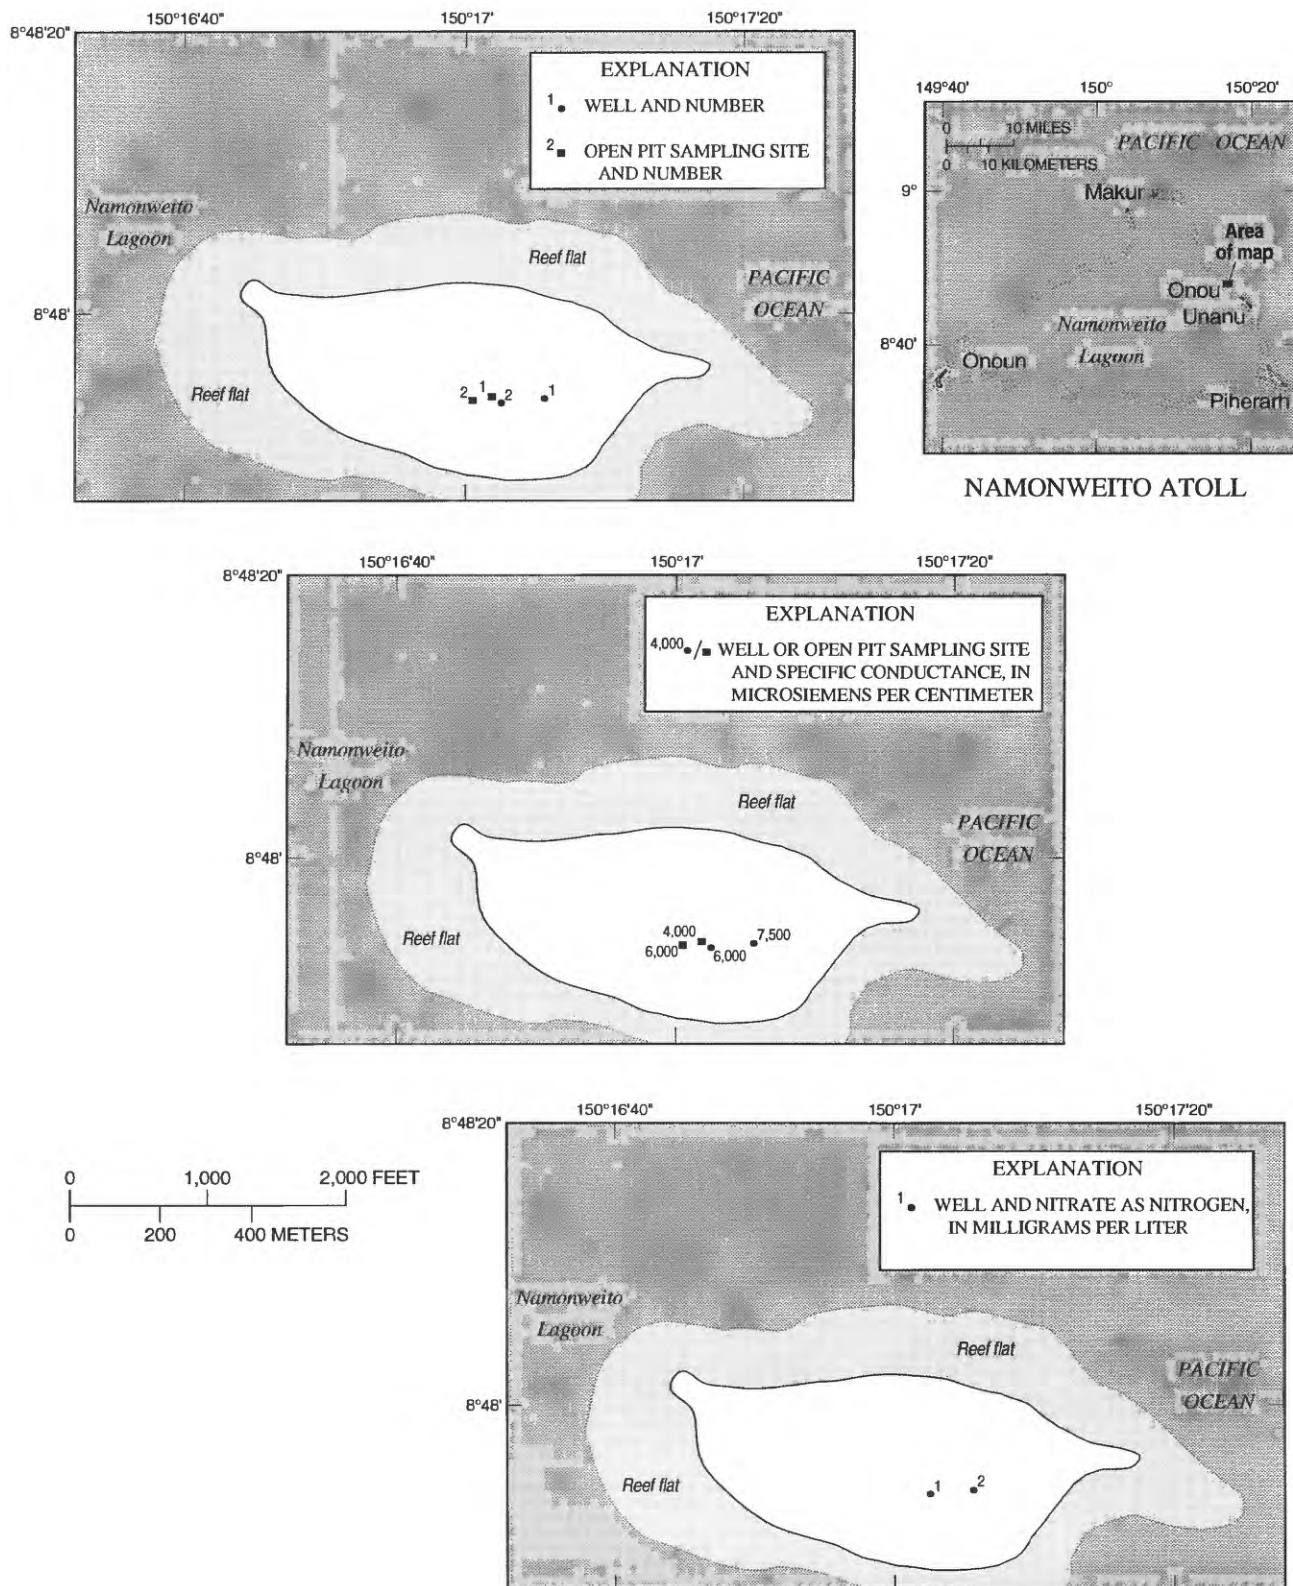 150°16'40" 150°17' 150°17'20"
8°48'20"
EXPLANATION
1 WELL AND NUMBER
2 OPEN PIT SAMPLING SITE
AND NUMBER
Namonweito
Lagoon
Reef flat
PACIFIC
OCEAN
8°48'
Reef flat
2 1 2 1
149°40' 150° 150°20'
0 10 MILES
0 10 KILOMETERS
PACIFIC OCEAN
9°
Makur
Area
of map
Onou
Unanu
Namonweito
Lagoon
8°40'
Onoun
Piherarh
NAMONWEITO ATOLL
150°16'40" 150°17' 150°17'20"
8°48'20"
EXPLANATION
4,000 / WELL OR OPEN PIT SAMPLING SITE
AND SPECIFIC CONDUCTANCE, IN
MICROSIEMENS PER CENTIMETER
Namonweito
Lagoon
Reef flat
PACIFIC
OCEAN
8°48'
Reef flat
4,000 7,500
6,000 6,000
150°16'40" 150°17' 150°17'20"
8°48'20"
EXPLANATION
1 WELL AND NITRATE AS NITROGEN,
IN MILLIGRAMS PER LITER
0 1,000 2,000 FEET
0 200 400 METERS
Namonweito
Lagoon
Reef flat
PACIFIC
OCEAN
8°48'
Reef flat
1 2